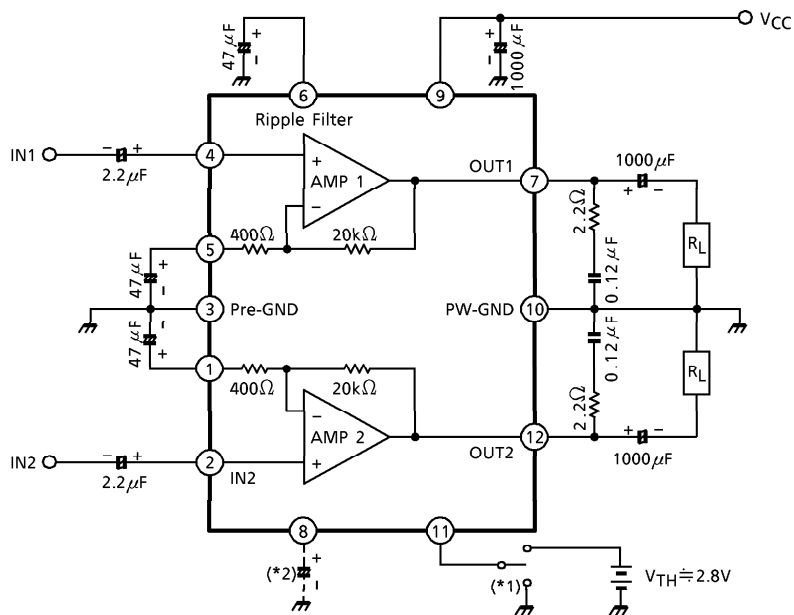 47μF
+
6
Ripple Filter
9
+
1000μF
VCC
IN1
− +
2.2μF
4
+
AMP 1
−
OUT1
7
1000μF
+ −
2.2Ω
0.12μF
RL
5
400Ω
20kΩ
47μF
+
3
Pre-GND
PW-GND
10
47μF
+
1
400Ω
20kΩ
0.12μF
2.2Ω
RL
−
AMP 2
+
OUT2
12
+ −
1000μF
IN2
− +
2.2μF
2
IN2
8
11
(*2)
+
(*1)
VTH≒2.8V